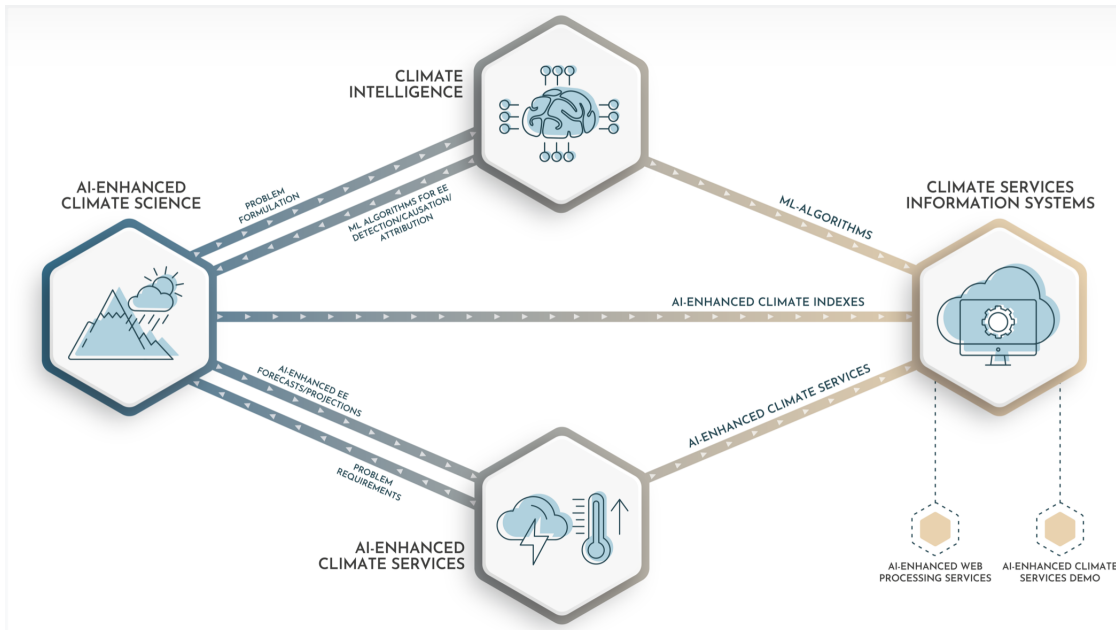 CLIMATE
INTELLIGENCE
AI-ENHANCED
CLIMATE SCIENCE
PROBLEM
FORMULATION
ML ALGORITHMS FOR EE
DETECTION/CAUSATION/
ATTRIBUTION
ML-ALGORITHMS
CLIMATE SERVICES
INFORMATION SYSTEMS
AI-ENHANCED CLIMATE INDEXES
AI-ENHANCED EE
FORECASTS/PROJECTIONS
PROBLEM
REQUIREMENTS
AI-ENHANCED CLIMATE SERVICES
AI-ENHANCED
CLIMATE SERVICES
AI-ENHANCED WEB
PROCESSING SERVICES
AI-ENHANCED CLIMATE
SERVICES DEMO